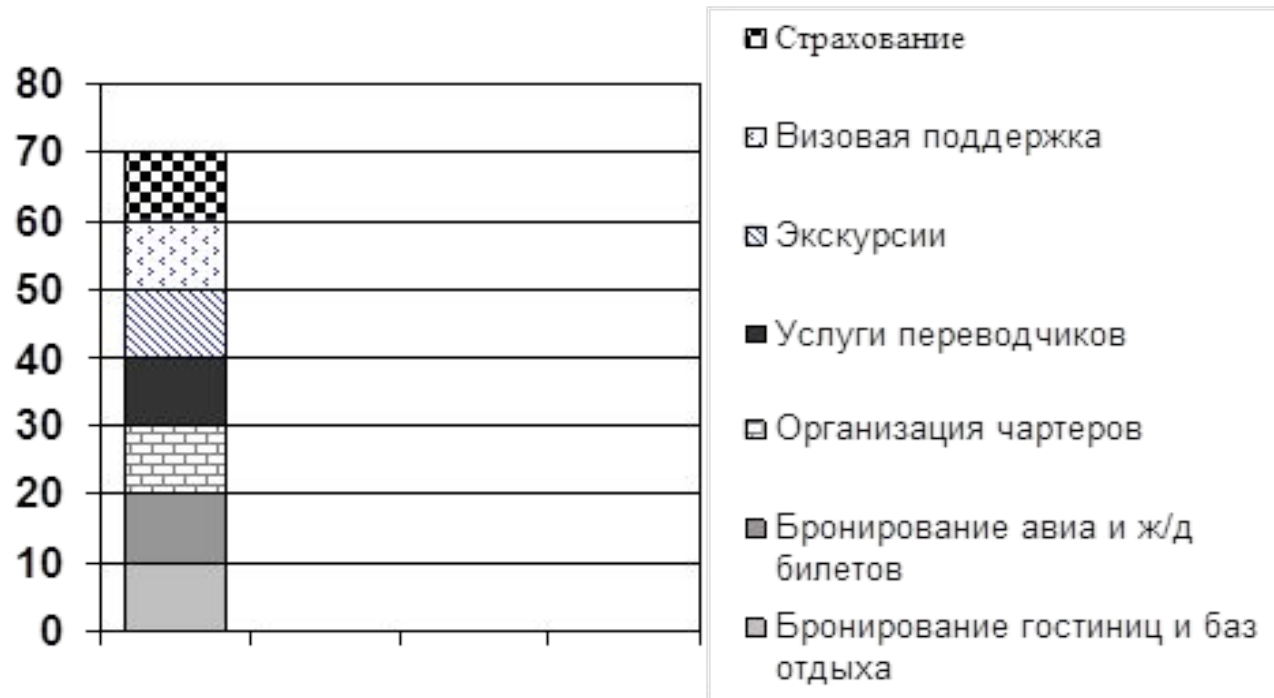 80
70
60
50
40
30
20
10
0
Страхование
Визовая поддержка
Экскурсии
Услуги переводчиков
Организация чартеров
Бронирование авиа и ж/д
билетов
Бронирование гостиниц и баз
отдыха